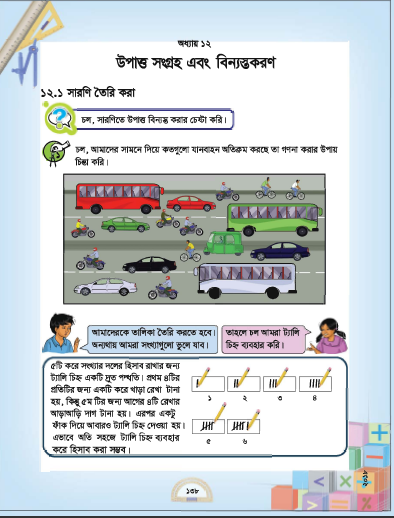 অধ্যায় ১২
উপাত্ত সংগ্রহ এবং বিন্যস্তকরণ
১২.১ সারণি তৈরি করা
চল, সারণিতে উপাত্ত বিন্যস্ত করার চেষ্টা করি।
চল, আমাদের সামনে দিয়ে কতগুলো যানবাহন অতিক্রম করছে তা গণনা করার উপায়
চিন্তা করি।
আমাদেরকে তালিকা তৈরি করতে হবে।
অন্যথায় আমরা সংখ্যাগুলো ভুলে যাব।
তাহলে চল আমরা ট্যালি
চিহ্ন ব্যবহার করি।
৫টি করে সংখ্যার দলের হিসাব রাখার জন্য
ট্যালি চিহ্ন একটি দ্রুত পদ্ধতি। প্রথম ৪টির
প্রতিটির জন্য একটি করে খাড়া রেখা টানা
হয়, কিন্তু ৫ম টির জন্য আগের ৪টি রেখার
আড়াআড়ি দাগ টানা হয়। এরপর একটু
ফাঁক দিয়ে আবারও ট্যালি চিহ্ন দেওয়া হয়।
এভাবে অতি সহজে ট্যালি চিহ্ন ব্যবহার
করে হিসাব করা সম্ভব।
১ ২ ৩ ৪
৫ ৬
১৩৮